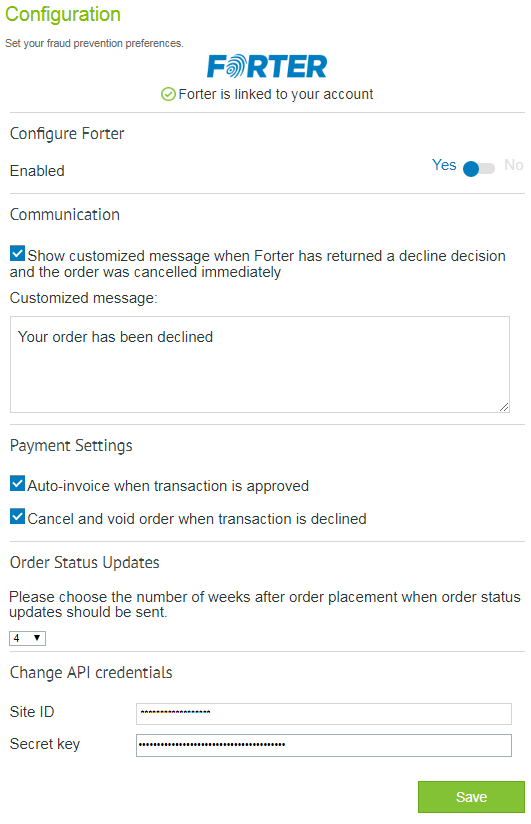 Configuration
Set your fraud prevention preferences.
FORTER
Forter is linked to your account
Configure Forter
Enabled
Yes No
Communication
Show customized message when Forter has returned a decline decision
and the order was cancelled immediately
Customized message:
Your order has been declined
Payment Settings
Auto-invoice when transaction is approved
Cancel and void order when transaction is declined
Order Status Updates
Please choose the number of weeks after order placement when order status
updates should be sent.
4
Change API credentials
Site ID
Secret key
Save